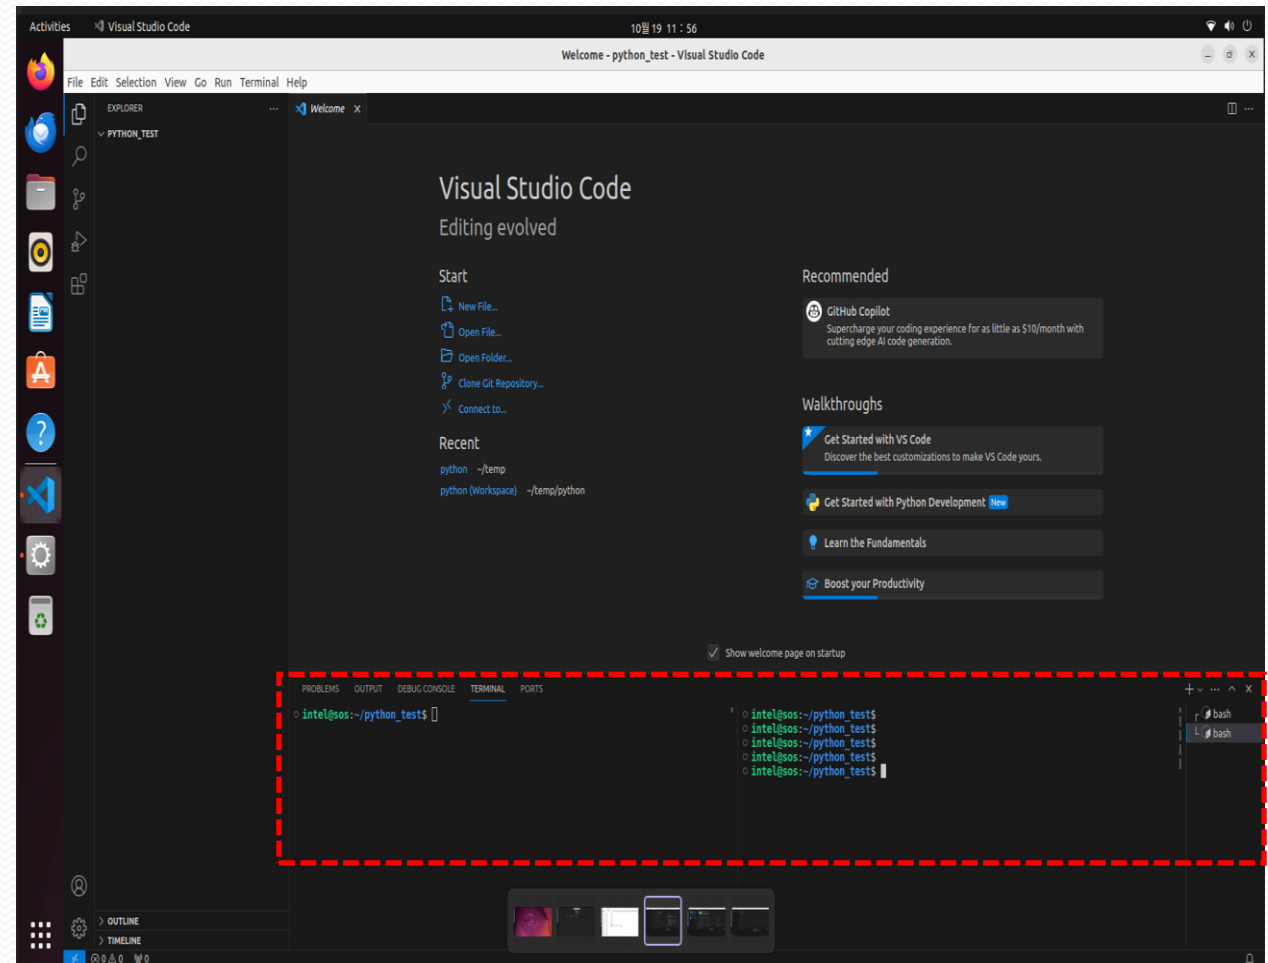 Activities
Visual Studio Code
10월 19 11 : 56
Welcome - python_test - Visual Studio Code
File Edit Selection View Go Run Terminal Help
EXPLORER
PYTHON_TEST
Welcome
Visual Studio Code
Editing evolved
Start
New File...
Open File...
Open Folder...
Clone Git Repository...
Connect to...
Recent
python ~/temp
python (Workspace) ~/temp/python
Recommended
GitHub Copilot
Supercharge your coding experience for as little as $10/month with
cutting edge AI code generation.
Walkthroughs
Get Started with VS Code
Discover the best customizations to make VS Code yours.
Get Started with Python Development New
Learn the Fundamentals
Boost your Productivity
Show welcome page on startup
PROBLEMS OUTPUT DEBUG CONSOLE TERMINAL PORTS
intel@sos:~/python_test$
intel@sos:~/python_test$
intel@sos:~/python_test$
intel@sos:~/python_test$
intel@sos:~/python_test$
intel@sos:~/python_test$
bash
bash
OUTLINE
TIMELINE
0 0 0